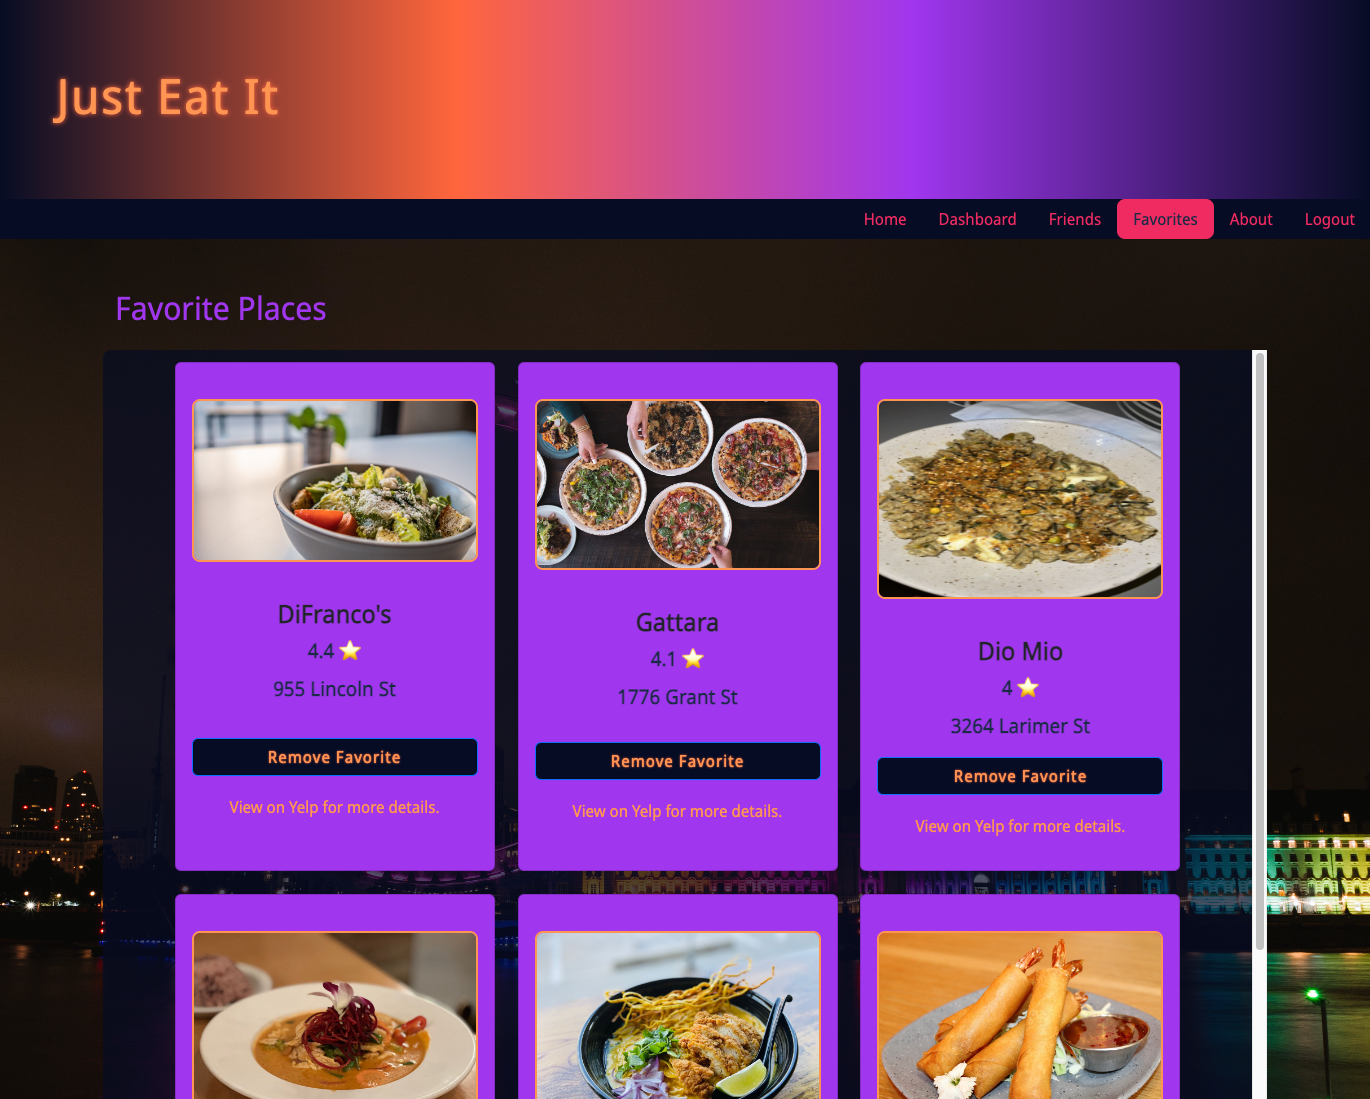 Just Eat It
Home Dashboard Friends Favorites About Logout
Favorite Places
DiFranco's
4.4 ⭐
955 Lincoln St
Remove Favorite
View on Yelp for more details.
Gattara
4.1 ⭐
1776 Grant St
Remove Favorite
View on Yelp for more details.
Dio Mio
4 ⭐
3264 Larimer St
Remove Favorite
View on Yelp for more details.